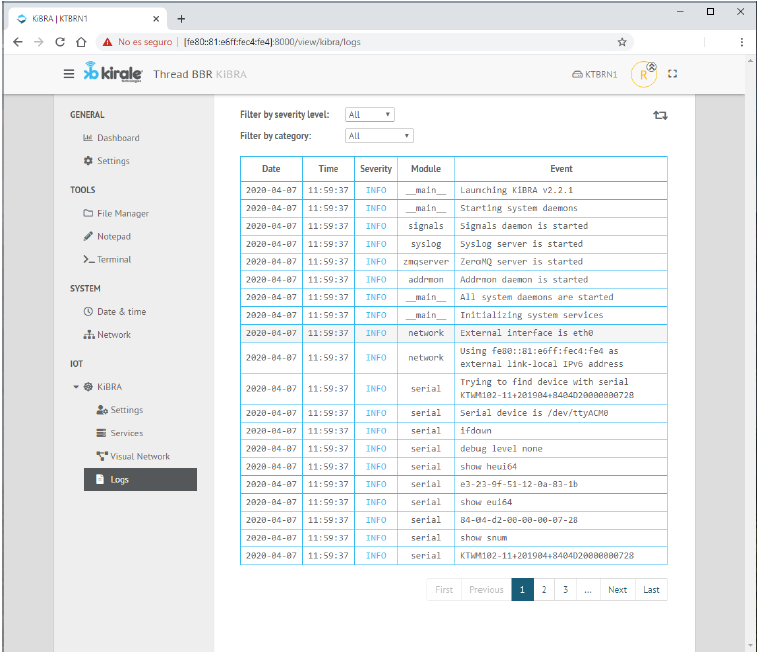 KiBRA | KTBRN1
No es seguro | [fe80::81:e6ff:fec4:fe4]:8000/view/kibra/logs
kirale technologies Thread BBR KiBRA KTBRN1 R
GENERAL
Dashboard
Settings
TOOLS
File Manager
Notepad
Terminal
SYSTEM
Date & time
Network
IOT
KiBRA
Settings
Services
Visual Network
Logs
Filter by severity level: All
Filter by category: All
Date Time Severity Module Event
2020-04-07 11:59:37 INFO __main__ Launching KiBRA v2.2.1
2020-04-07 11:59:37 INFO __main__ Starting system daemons
2020-04-07 11:59:37 INFO signals Signals daemon is started
2020-04-07 11:59:37 INFO syslog Syslog server is started
2020-04-07 11:59:37 INFO zmqserver ZeroMQ server is started
2020-04-07 11:59:37 INFO addrmon Addrmon daemon is started
2020-04-07 11:59:37 INFO __main__ All system daemons are started
2020-04-07 11:59:37 INFO __main__ Initializing system services
2020-04-07 11:59:37 INFO network External interface is eth0
2020-04-07 11:59:37 INFO network Using fe80::81:e6ff:fec4:fe4 as
external link-local IPv6 address
2020-04-07 11:59:37 INFO serial Trying to find device with serial
KTWM102-11+201904+8404D20000000728
2020-04-07 11:59:37 INFO serial Serial device is /dev/ttyACM0
2020-04-07 11:59:37 INFO serial ifdown
2020-04-07 11:59:37 INFO serial debug level none
2020-04-07 11:59:37 INFO serial show heui64
2020-04-07 11:59:37 INFO serial e3-23-9f-51-12-0a-83-1b
2020-04-07 11:59:37 INFO serial show eui64
2020-04-07 11:59:37 INFO serial 84-04-d2-00-00-00-07-28
2020-04-07 11:59:37 INFO serial show snum
2020-04-07 11:59:37 INFO serial KTWM102-11+201904+8404D20000000728
First Previous 1 2 3 ... Next Last